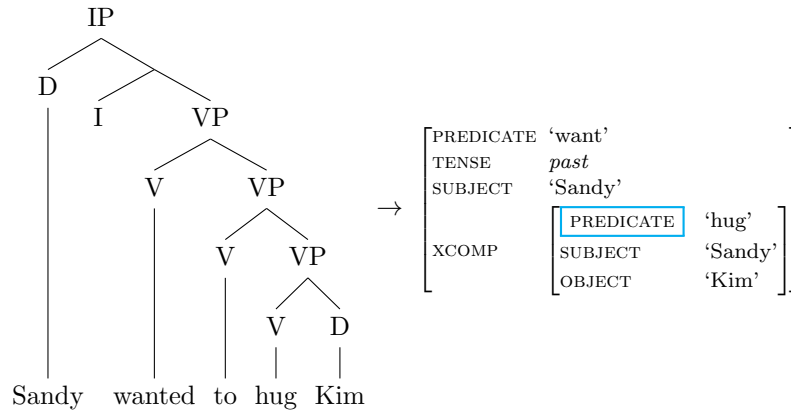 IP
D
I VP
V VP
V VP
V D
Sandy wanted to hug Kim
→
PREDICATE ‘want’
TENSE past
SUBJECT ‘Sandy’
XCOMP
PREDICATE ‘hug’
SUBJECT ‘Sandy’
OBJECT ‘Kim’